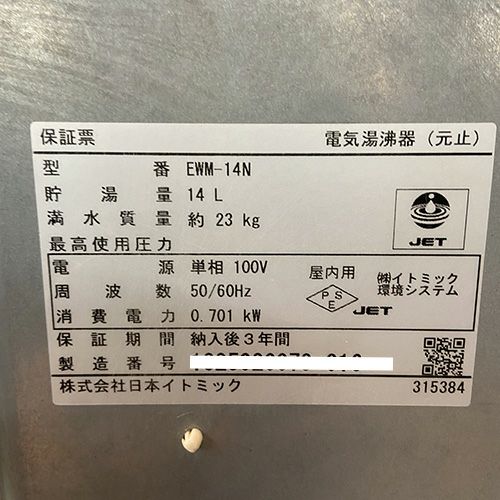 保証票 電気湯沸器（元止）
型番 EWM-14N
貯湯量 14 L
満水質量 約 23 kg
最高使用圧力
JET
電源 単相 100V 屋内用 ㈱イトミック
周波数 50/60Hz PSE JET 環境システム
消費電力 0.701 kW
保証期間 納入後３年間
製造番号
株式会社日本イトミック 315384